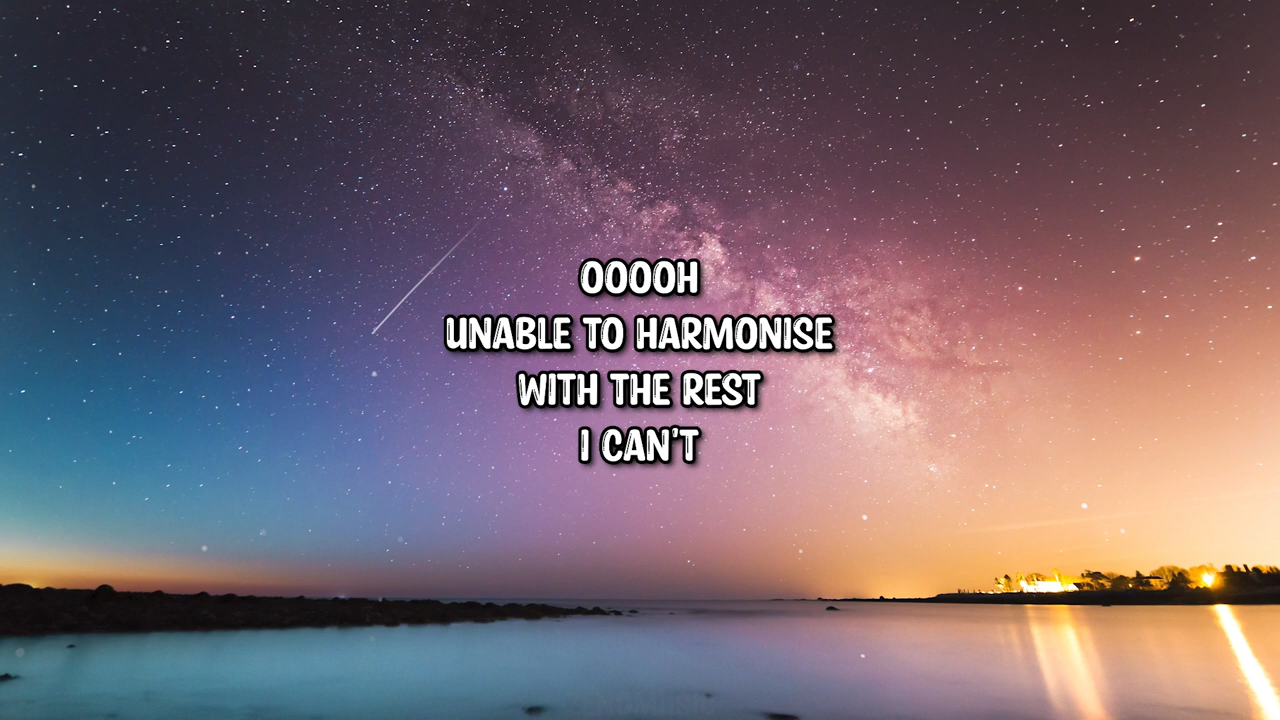 OOOOH
UNABLE TO HARMONISE
WITH THE REST
I CAN'T